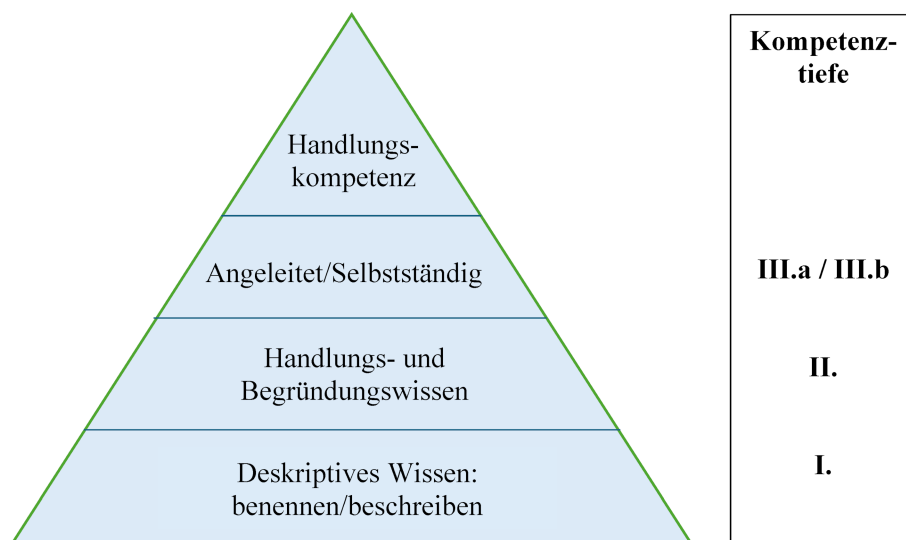 Kompetenz-
tiefe
Handlungs-
kompetenz
Angeleitet/Selbstständig
III.a / III.b
Handlungs- und
Begründungswissen
II.
Deskriptives Wissen:
benennen/beschreiben
I.